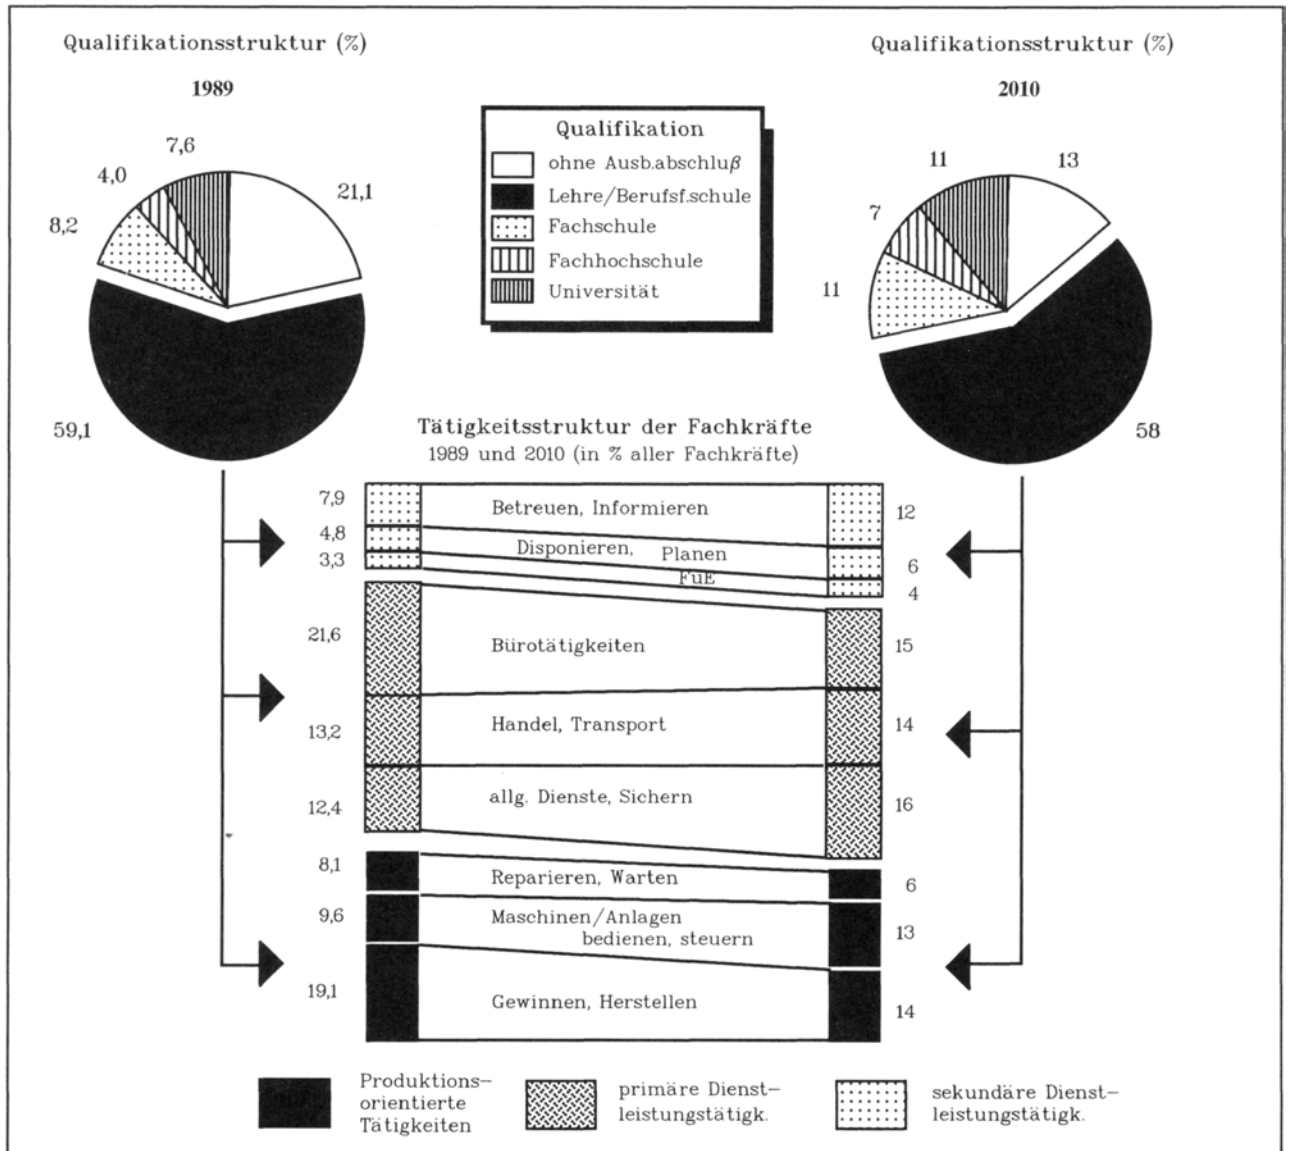 Qualifikationsstruktur (%)
1989
7,6
4,0
21,1
8,2
59,1
Qualifikation
ohne Ausb.abschluß
Lehre/Berufsf.schule
Fachschule
Fachhochschule
Universität
Qualifikationsstruktur (%)
2010
11
13
7
11
58
Tätigkeitsstruktur der Fachkräfte
1989 und 2010 (in % aller Fachkräfte)
7,9 Betreuen, Informieren 12
4,8 Disponieren, Planen 6
3,3 FuE 4
21,6 Bürotätigkeiten 15
13,2 Handel, Transport 14
12,4 allg. Dienste, Sichern 16
8,1 Reparieren, Warten 6
9,6 Maschinen/Anlagen
bedienen, steuern 13
19,1 Gewinnen, Herstellen 14
Produktions-
orientierte
Tätigkeiten
primäre Dienst-
leistungstätigk.
sekundäre Dienst-
leistungstätigk.